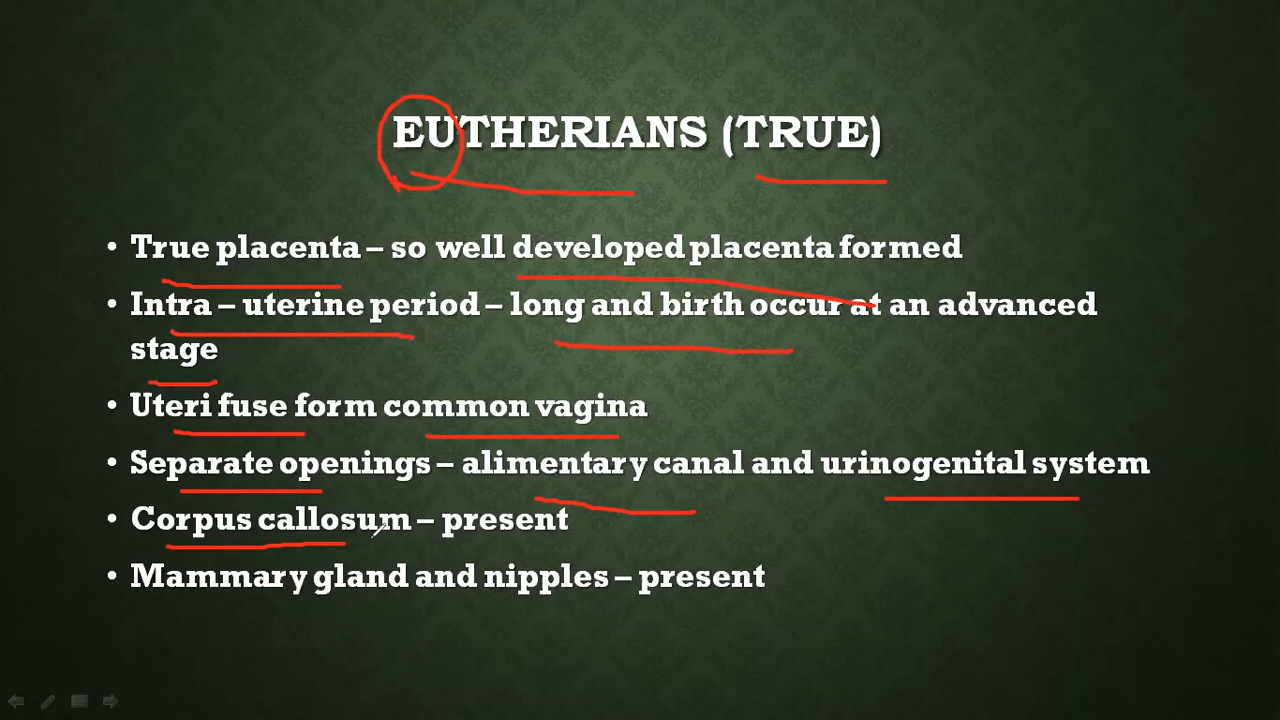 EUTHERIANS (TRUE)
• True placenta – so well developed placenta formed
• Intra – uterine period – long and birth occur at an advanced
stage
• Uteri fuse form common vagina
• Separate openings – alimentary canal and urinogenital system
• Corpus callosum – present
• Mammary gland and nipples – present